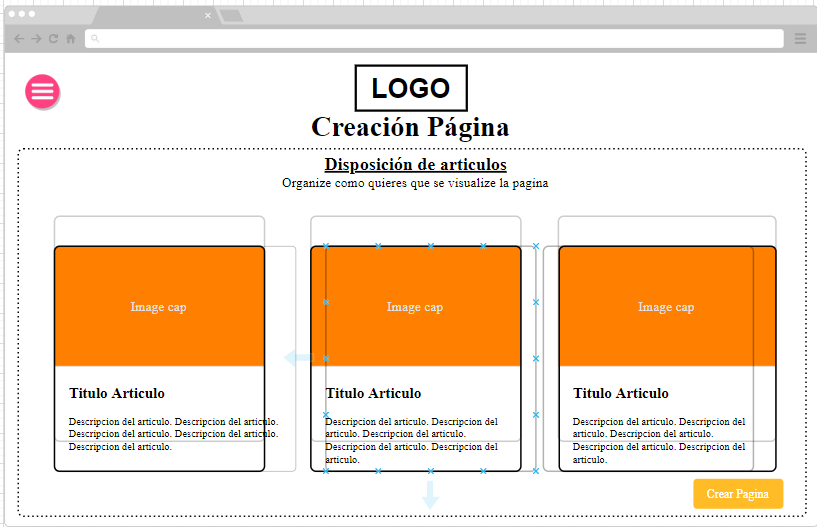 LOGO
Creación Página
Disposición de articulos
Organize como quieres que se visualize la pagina
Image cap
Image cap
Image cap
Titulo Articulo
Titulo Articulo
Titulo Articulo
Descripcion del articulo. Descripcion del articulo.
Descripcion del articulo. Descripcion del articulo.
Descripcion del articulo.
Descripcion del articulo. Descripcion del
articulo. Descripcion del articulo.
Descripcion del articulo. Descripcion del
articulo.
Descripcion del articulo. Descripcion del
articulo. Descripcion del articulo.
Descripcion del articulo. Descripcion del
articulo.
Crear Pagina